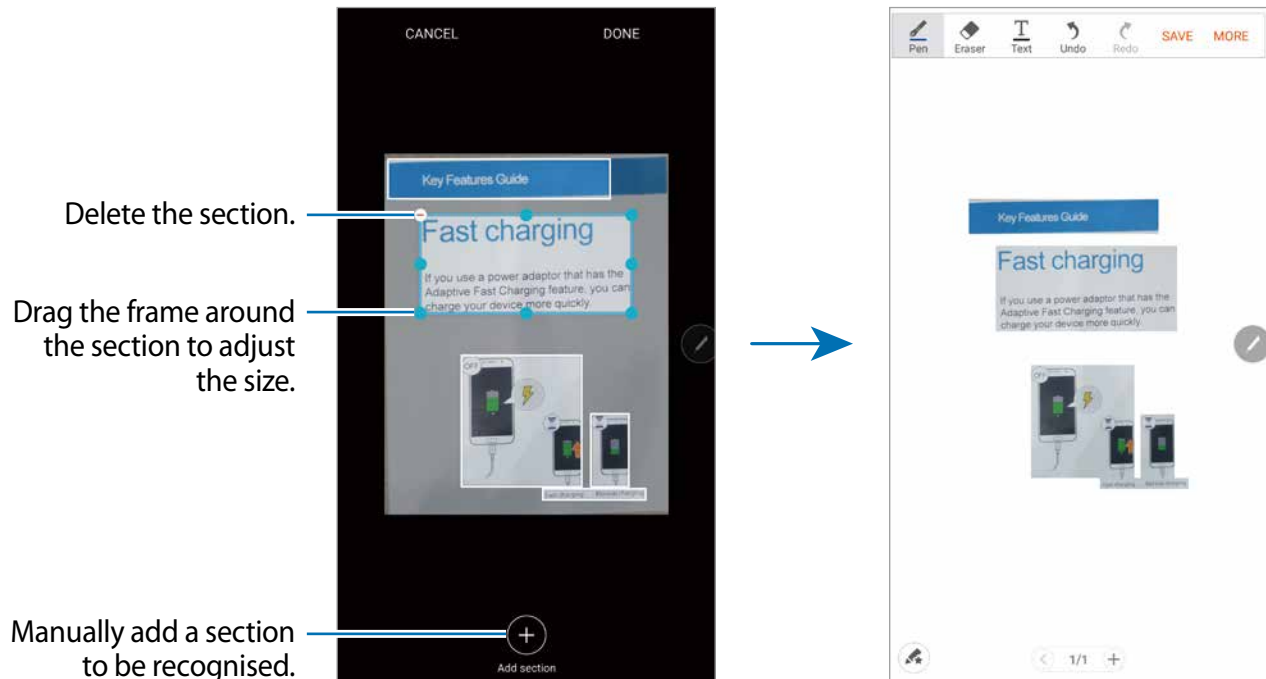 CANCEL DONE
Key Features Guide
Delete the section.
Fast charging
If you use a power adaptor that has the
Adaptive Fast Charging feature, you can
charge your device more quickly.
Drag the frame around
the section to adjust
the size.
OFF
Fast charging
Manually add a section
to be recognised.
Add section
Pen Eraser Text Undo Redo SAVE MORE
Key Features Guide
Fast charging
If you use a power adaptor that has the
Adaptive Fast Charging feature, you can
charge your device more quickly.
OFF
Fast charging
1/1